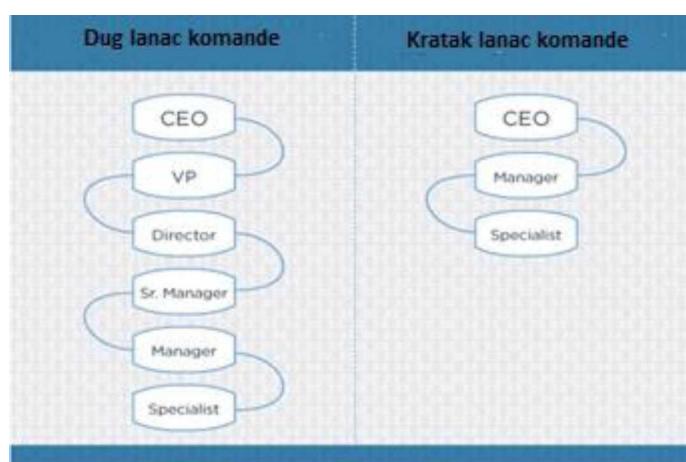 Dug lanac komande
Kratak lanac komande
CEO
VP
Director
Sr. Manager
Manager
Specialist
CEO
Manager
Specialist